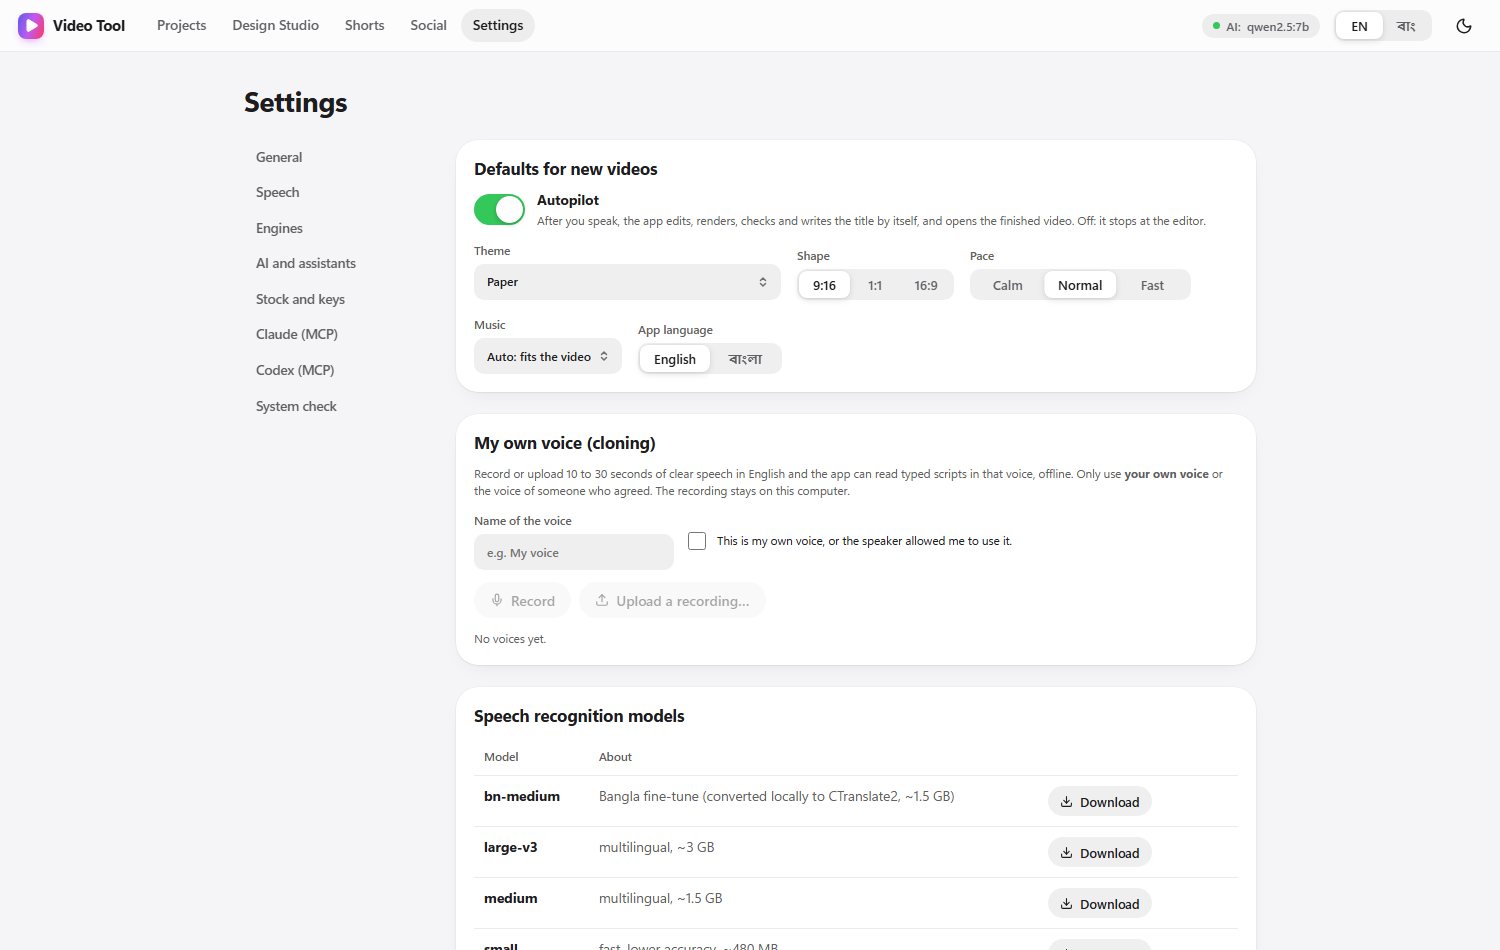 Video Tool
Projects
Design Studio
Shorts
Social
Settings
AI: qwen2.5:7b
EN
বাং
Settings
General
Speech
Engines
AI and assistants
Stock and keys
Claude (MCP)
Codex (MCP)
System check
Defaults for new videos
Autopilot
After you speak, the app edits, renders, checks and writes the title by itself, and opens the finished video. Off: it stops at the editor.
Theme
Paper
Shape
9:16
1:1
16:9
Pace
Calm
Normal
Fast
Music
Auto: fits the video
App language
English
বাংলা
My own voice (cloning)
Record or upload 10 to 30 seconds of clear speech in English and the app can read typed scripts in that voice, offline. Only use your own voice or
the voice of someone who agreed. The recording stays on this computer.
Name of the voice
e.g. My voice
This is my own voice, or the speaker allowed me to use it.
Record
Upload a recording...
No voices yet.
Speech recognition models
Model
About
bn-medium
Bangla fine-tune (converted locally to CTranslate2, ~1.5 GB)
Download
large-v3
multilingual, ~3 GB
Download
medium
multilingual, ~1.5 GB
Download
small
fast, lower accuracy, ~480 MB